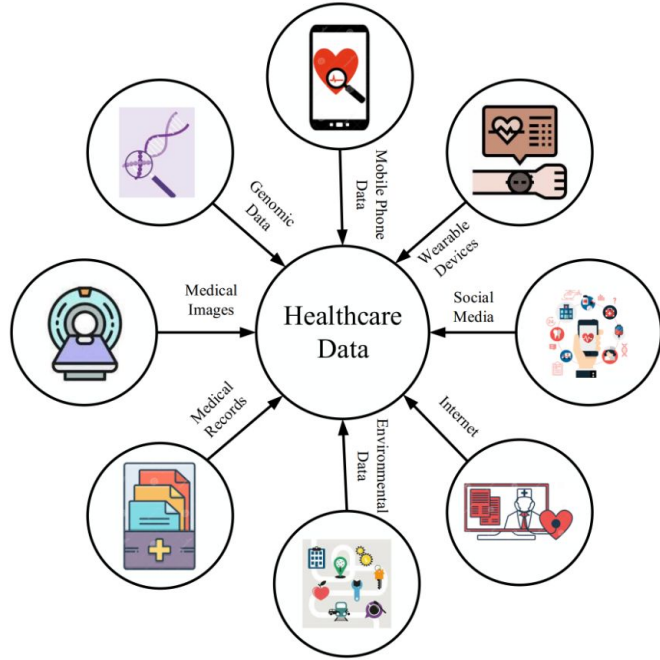 Mobile Phone
Data
Genomic
Data
Wearable
Devices
Medical
Images
Healthcare
Data
Social
Media
Medical
Records
Environmental
Data
Internet